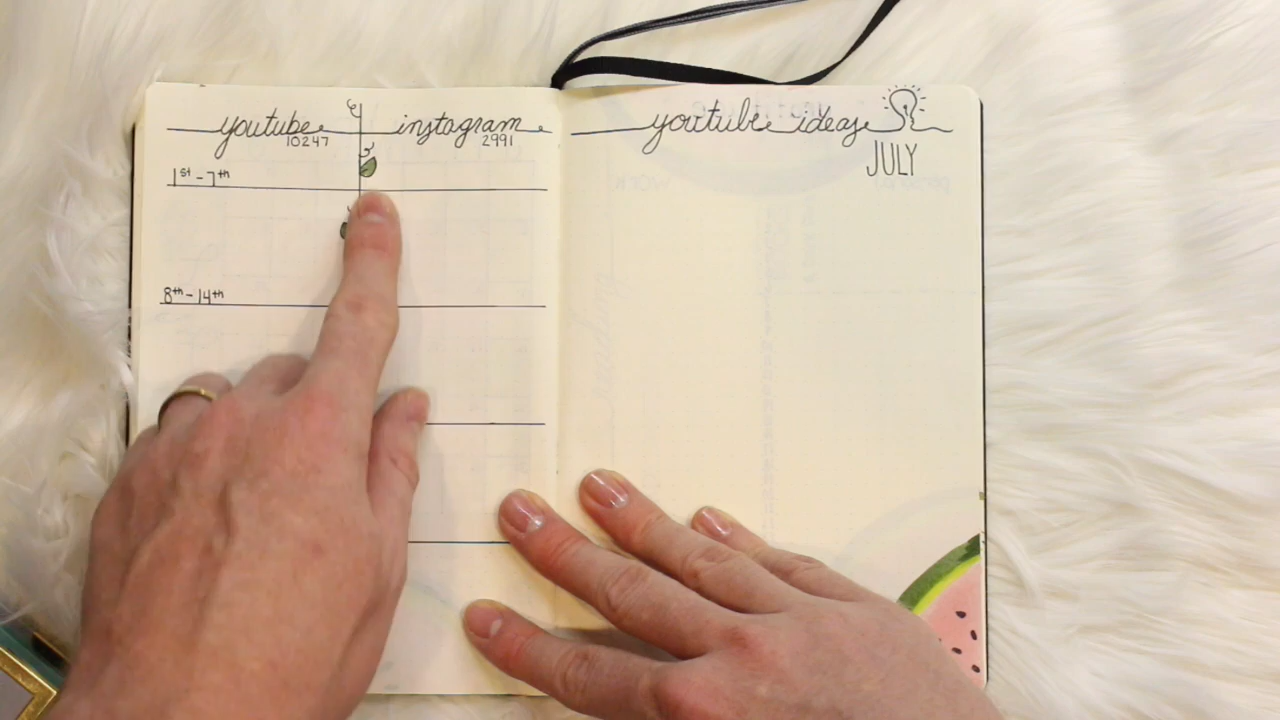 youtube instagram
10247 2991
1st - 7th
8th - 14th
youtube ideas
JULY